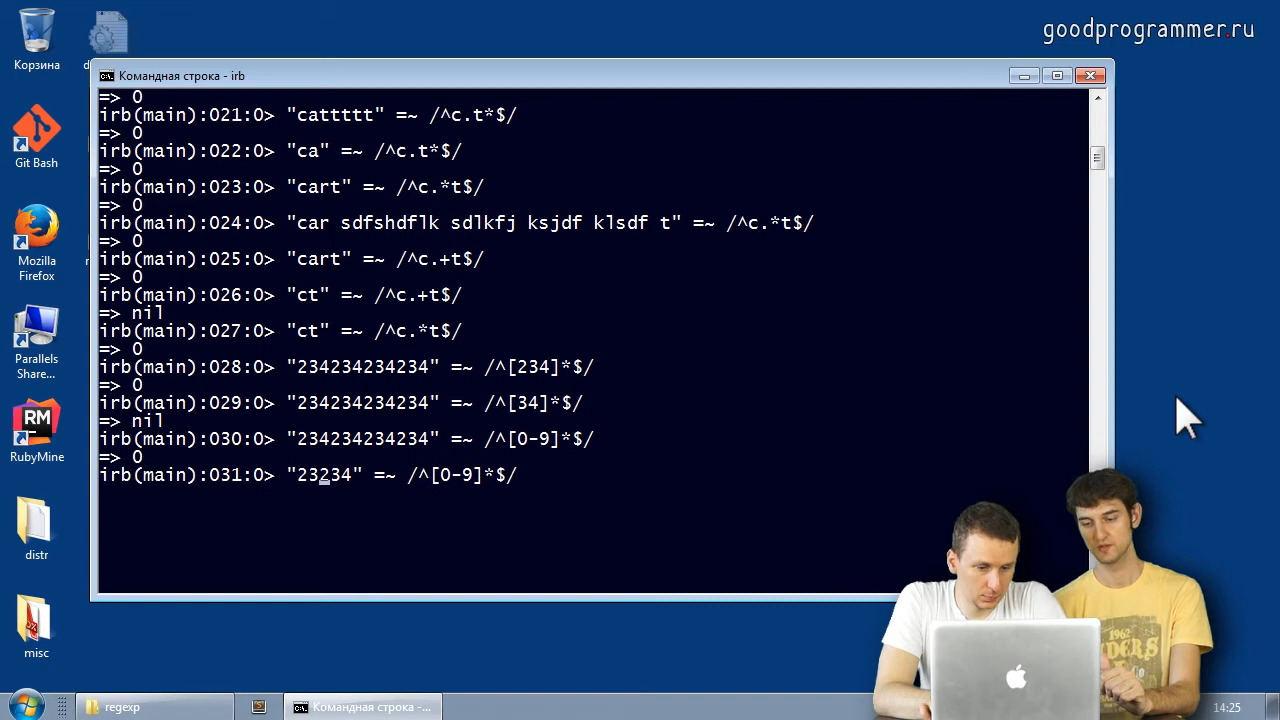 goodprogrammer.ru
Корзина
Git Bash
Mozilla
Firefox
Parallels
Share...
RubyMine
RM
distr
misc
Командная строка - irb
C:\.
=> 0
irb(main):021:0> "cattttt" =~ /^c.t*$/
=> 0
irb(main):022:0> "ca" =~ /^c.t*$/
=> 0
irb(main):023:0> "cart" =~ /^c.*t$/
=> 0
irb(main):024:0> "car sdfshdflk sdlkfj ksjdf klsdf t" =~ /^c.*t$/
=> 0
irb(main):025:0> "cart" =~ /^c.+t$/
=> 0
irb(main):026:0> "ct" =~ /^c.+t$/
=> nil
irb(main):027:0> "ct" =~ /^c.*t$/
=> 0
irb(main):028:0> "234234234234" =~ /^[234]*$/
=> 0
irb(main):029:0> "234234234234" =~ /^[34]*$/
=> nil
irb(main):030:0> "234234234234" =~ /^[0-9]*$/
=> 0
irb(main):031:0> "23234" =~ /^[0-9]*$/
1962
regexp
Командная строка -...
14:25